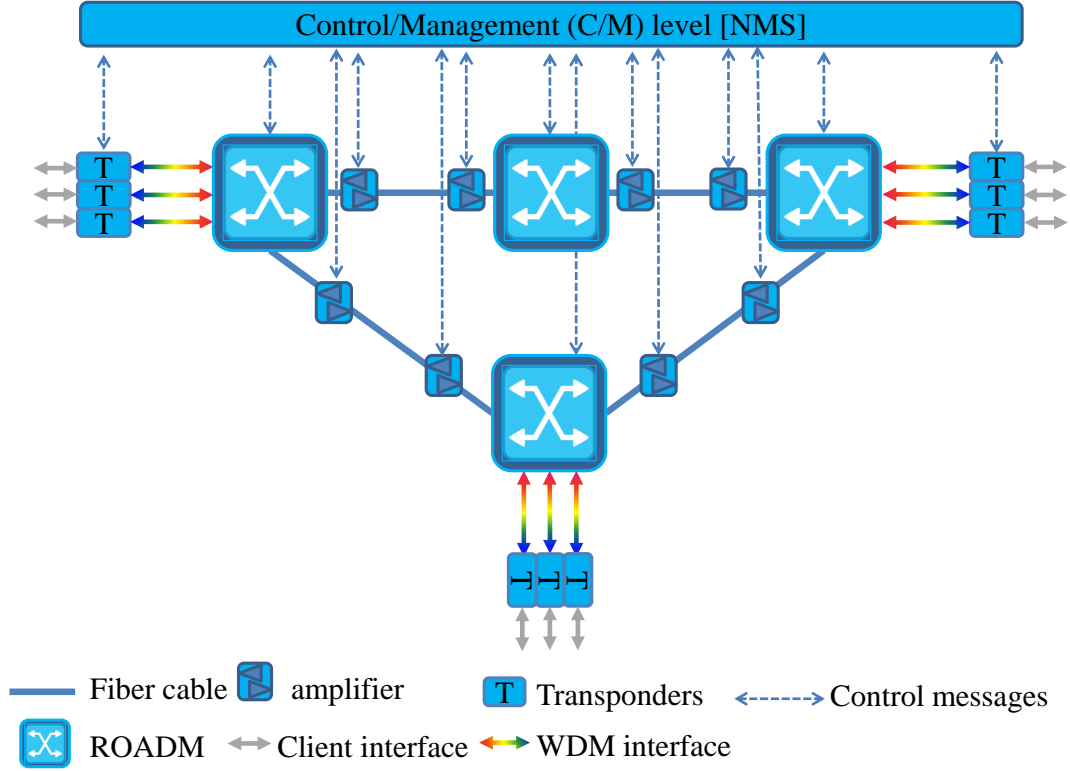 Control/Management (C/M) level [NMS]
T
T
T
T
T
T
T
T
T
Fiber cable
amplifier
T
Transponders
Control messages
ROADM
Client interface
WDM interface